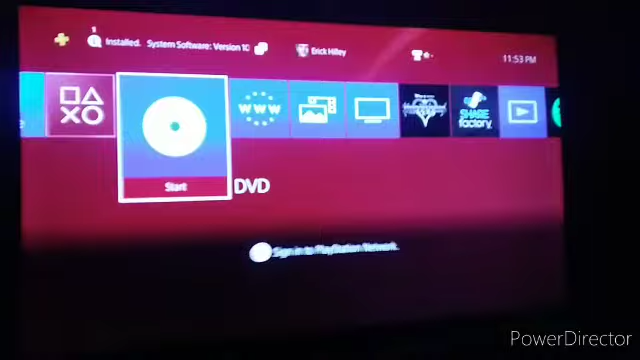 1
Installed. System Software: Version 10
Erick Hilley
11:53 PM
WWW
SHARE
factory
Start
DVD
Sign in to PlayStation Network.
PowerDirector